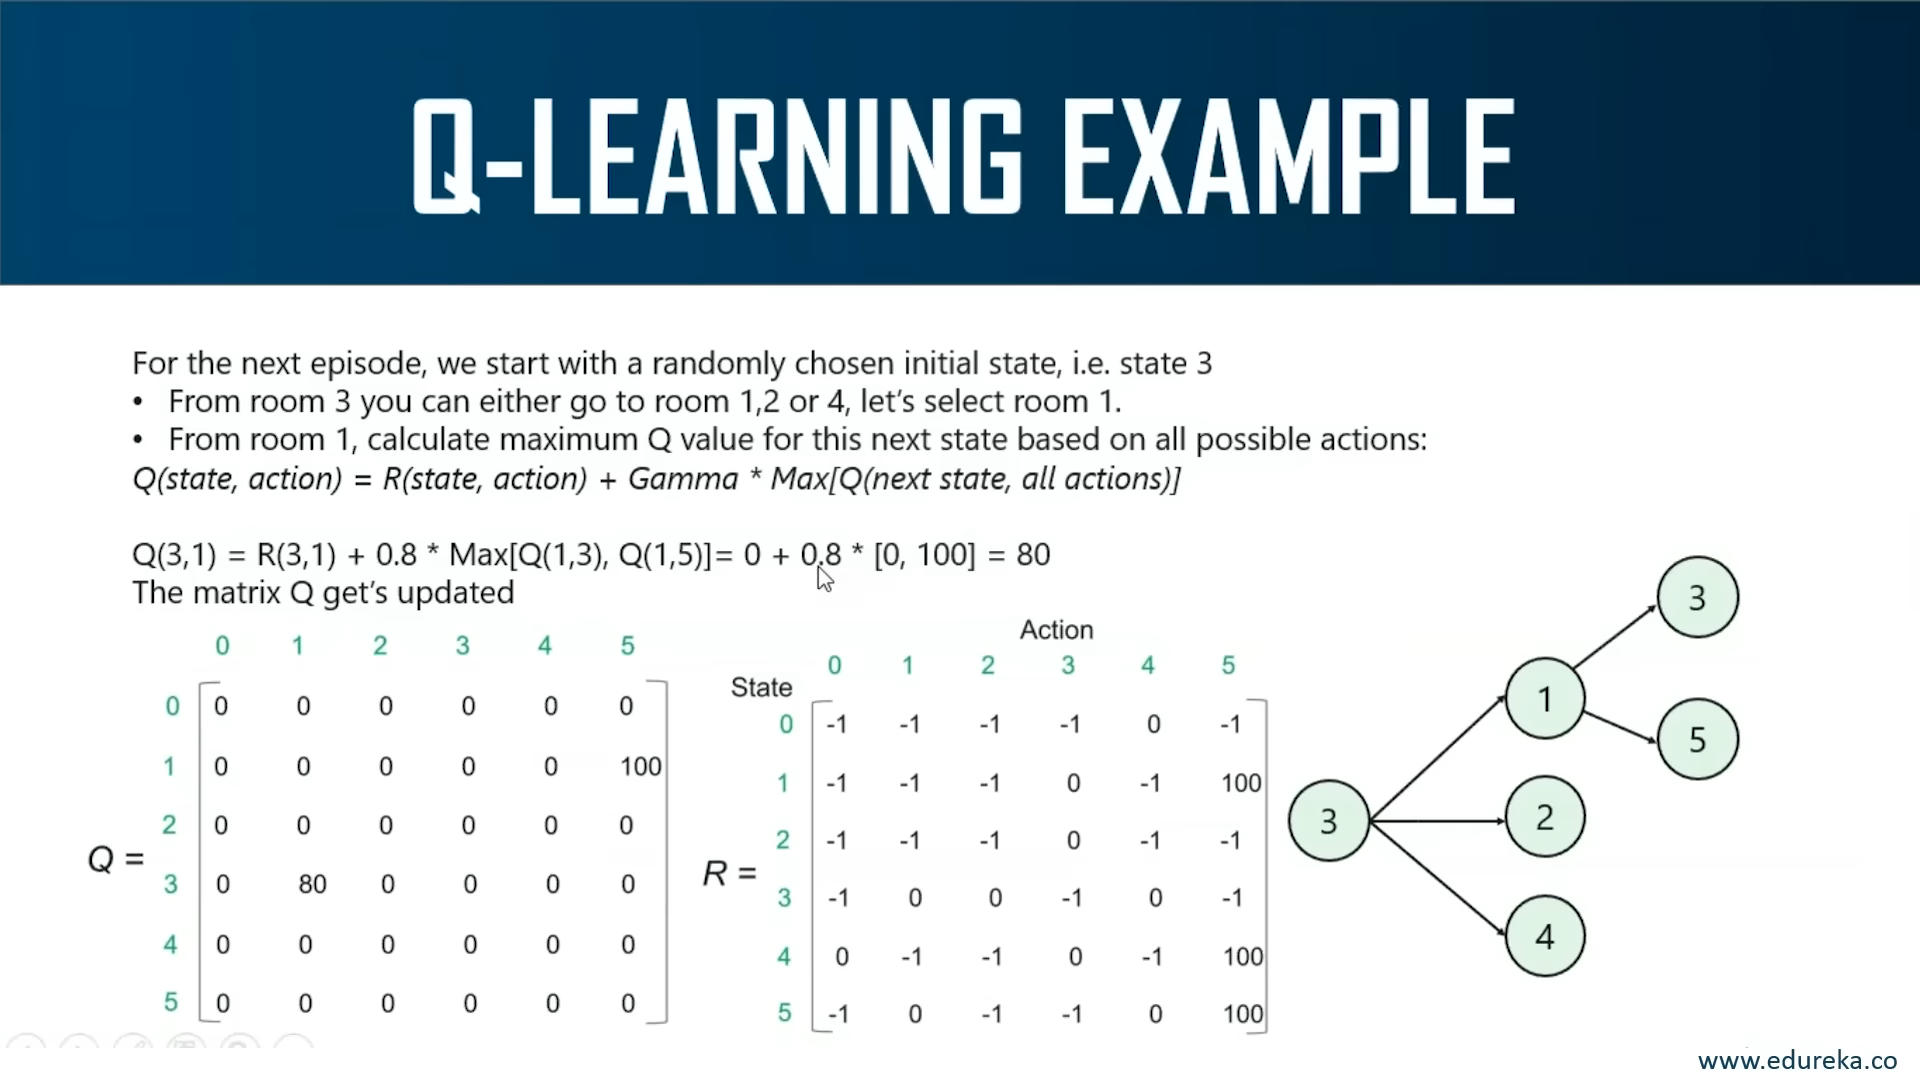 Q-LEARNING EXAMPLE
For the next episode, we start with a randomly chosen initial state, i.e. state 3
• From room 3 you can either go to room 1,2 or 4, let's select room 1.
• From room 1, calculate maximum Q value for this next state based on all possible actions:
Q(state, action) = R(state, action) + Gamma * Max[Q(next state, all actions)]
Q(3,1) = R(3,1) + 0.8 * Max[Q(1,3), Q(1,5)]= 0 + 0.8 * [0, 100] = 80
The matrix Q get's updated
0 1 2 3 4 5
0 0 0 0 0 0 0
1 0 0 0 0 0 100
2 0 0 0 0 0 0
Q =
3 0 80 0 0 0 0
4 0 0 0 0 0 0
5 0 0 0 0 0 0
Action
0 1 2 3 4 5
State
0 -1 -1 -1 -1 0 -1
1 -1 -1 -1 0 -1 100
2 -1 -1 -1 0 -1 -1
R =
3 -1 0 0 -1 0 -1
4 0 -1 -1 0 -1 100
5 -1 0 -1 -1 0 100
3
1
5
3
2
4
www.edureka.co